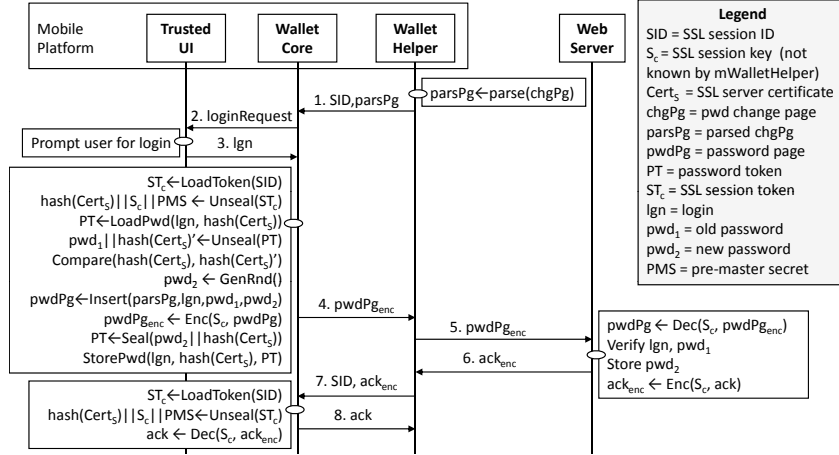 Mobile
Platform
Trusted
UI
Wallet
Core
Wallet
Helper
Web
Server
parsPg←parse(chgPg)
1. SID,parsPg
2. loginRequest
Prompt user for login
3. lgn
ST_c←LoadToken(SID)
hash(Cert_S)||S_c||PMS ← Unseal(ST_c)
PT←LoadPwd(lgn, hash(Cert_S))
pwd_1||hash(Cert_S)'←Unseal(PT)
Compare(hash(Cert_S), hash(Cert_S)')
pwd_2 ← GenRnd()
pwdPg←Insert(parsPg,lgn,pwd_1,pwd_2)
pwdPg_enc ← Enc(S_c, pwdPg)
PT←Seal(pwd_2||hash(Cert_S))
StorePwd(lgn, hash(Cert_S), PT)
4. pwdPg_enc
5. pwdPg_enc
pwdPg ← Dec(S_c, pwdPg_enc)
Verify lgn, pwd_1
Store pwd_2
ack_enc ← Enc(S_c, ack)
6. ack_enc
7. SID, ack_enc
ST_c←LoadToken(SID)
hash(Cert_S)||S_c||PMS←Unseal(ST_c)
ack ← Dec(S_c, ack_enc)
8. ack
Legend
SID = SSL session ID
S_c = SSL session key (not
known by mWalletHelper)
Cert_S = SSL server certificate
chgPg = pwd change page
parsPg = parsed chgPg
pwdPg = password page
PT = password token
ST_c = SSL session token
lgn = login
pwd_1 = old password
pwd_2 = new password
PMS = pre-master secret